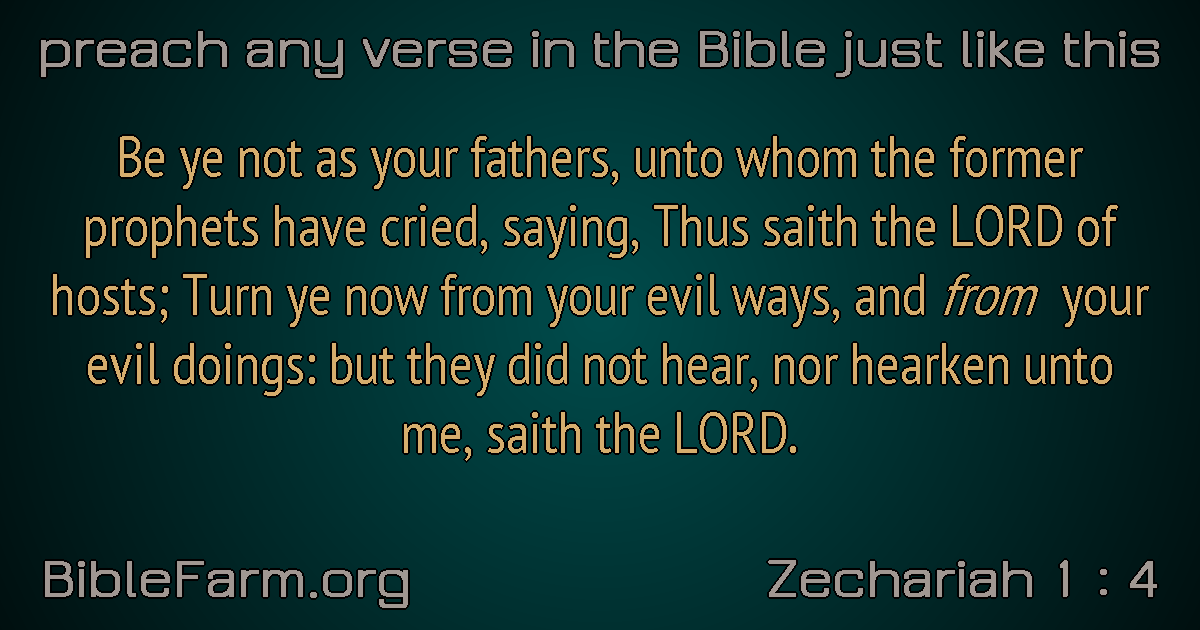 preach any verse in the Bible just like this
Be ye not as your fathers, unto whom the former
prophets have cried, saying, Thus saith the LORD of
hosts; Turn ye now from your evil ways, and from your
evil doings: but they did not hear, nor hearken unto
me, saith the LORD.
BibleFarm.org
Zechariah 1 : 4